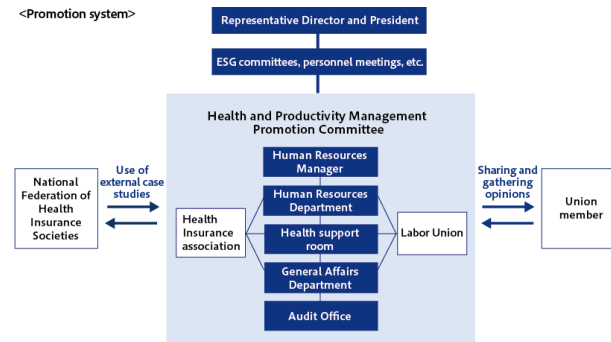 <Promotion system>
Representative Director and President
ESG committees, personnel meetings, etc.
Health and Productivity Management
Promotion Committee
Human Resources
Manager
Human Resources
Department
Health support
room
General Affairs
Department
Audit Office
Health
Insurance
association
Labor Union
National
Federation of
Health
Insurance
Societies
Use of
external case
studies
Sharing and
gathering
opinions
Union
member